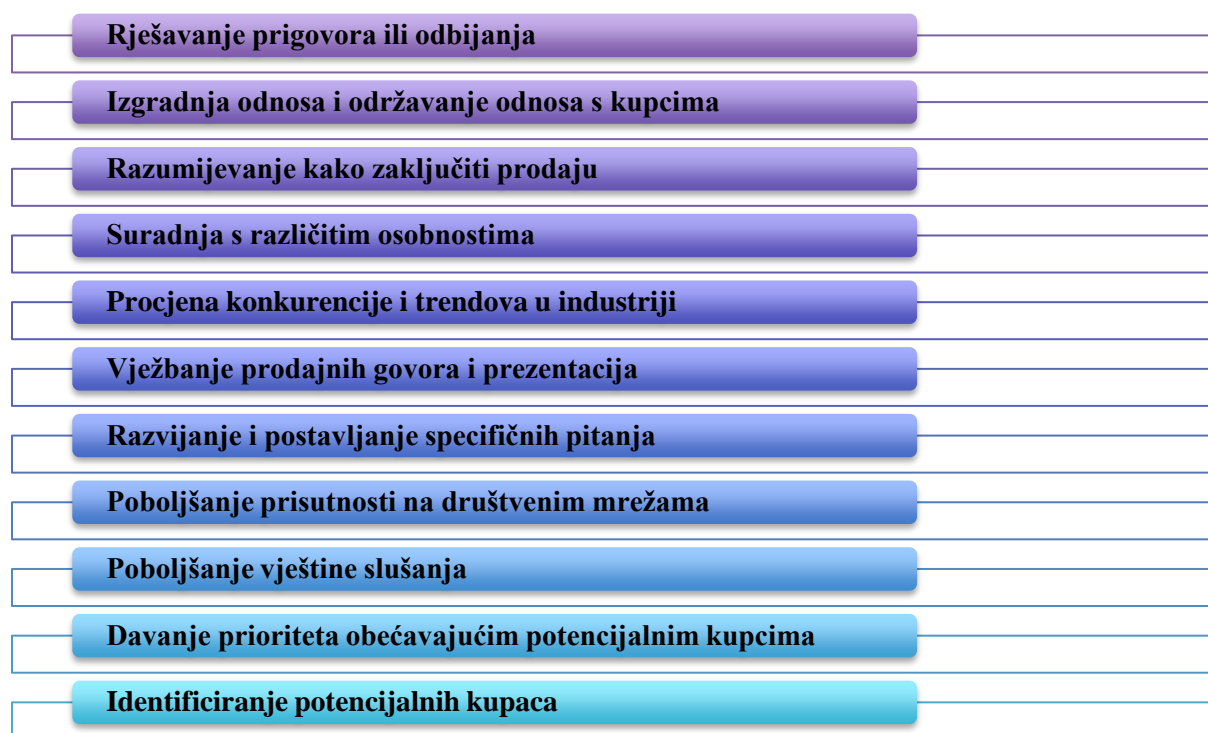 Rješavanje prigovora ili odbijanja
Izgradnja odnosa i održavanje odnosa s kupcima
Razumijevanje kako zaključiti prodaju
Suradnja s različitim osobnostima
Procjena konkurencije i trendova u industriji
Vježbanje prodajnih govora i prezentacija
Razvijanje i postavljanje specifičnih pitanja
Poboljšanje prisutnosti na društvenim mrežama
Poboljšanje vještine slušanja
Davanje prioriteta obećavajućim potencijalnim kupcima
Identificiranje potencijalnih kupaca